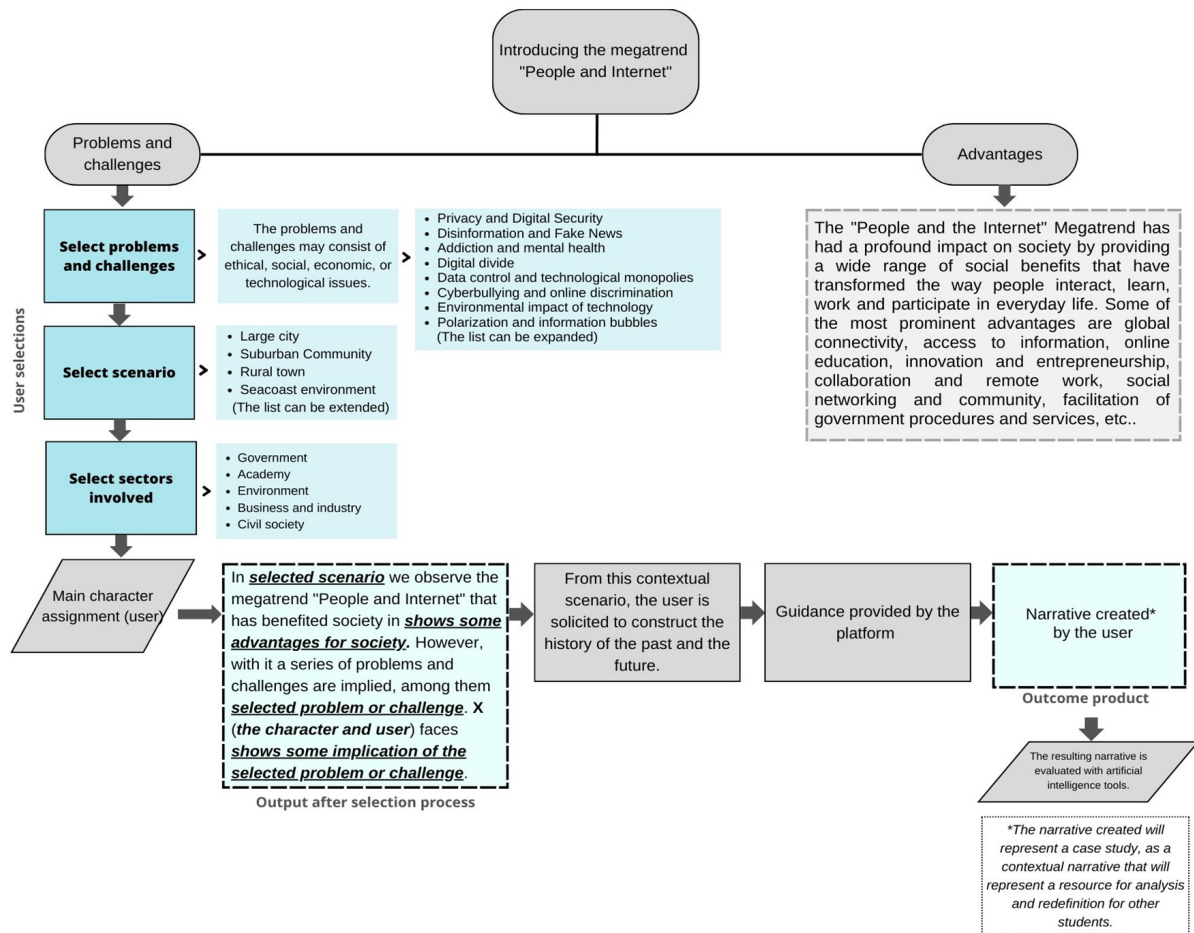 Introducing the megatrend
"People and Internet"
Problems and
challenges
Advantages
User selections
Select problems
and challenges
The problems and
challenges may consist of
ethical, social, economic, or
technological issues.
• Privacy and Digital Security
• Disinformation and Fake News
• Addiction and mental health
• Digital divide
• Data control and technological monopolies
• Cyberbullying and online discrimination
• Environmental impact of technology
• Polarization and information bubbles
(The list can be expanded)
The "People and the Internet" Megatrend has
had a profound impact on society by providing
a wide range of social benefits that have
transformed the way people interact, learn,
work and participate in everyday life. Some of
the most prominent advantages are global
connectivity, access to information, online
education, innovation and entrepreneurship,
collaboration and remote work, social
networking and community, facilitation of
government procedures and services, etc..
Select scenario
• Large city
• Suburban Community
• Rural town
• Seacoast environment
(The list can be extended)
Select sectors
involved
• Government
• Academy
• Environment
• Business and industry
• Civil society
Main character
assignment (user)
In selected scenario we observe the
megatrend "People and Internet" that
has benefited society in shows some
advantages for society. However,
with it a series of problems and
challenges are implied, among them
selected problem or challenge. X
(the character and user) faces
shows some implication of the
selected problem or challenge.
Output after selection process
From this contextual
scenario, the user is
solicited to construct the
history of the past and the
future.
Guidance provided by the
platform
Narrative created*
by the user
Outcome product
The resulting narrative is
evaluated with artificial
intelligence tools.
*The narrative created will
represent a case study, as a
contextual narrative that will
represent a resource for analysis
and redefinition for other
students.